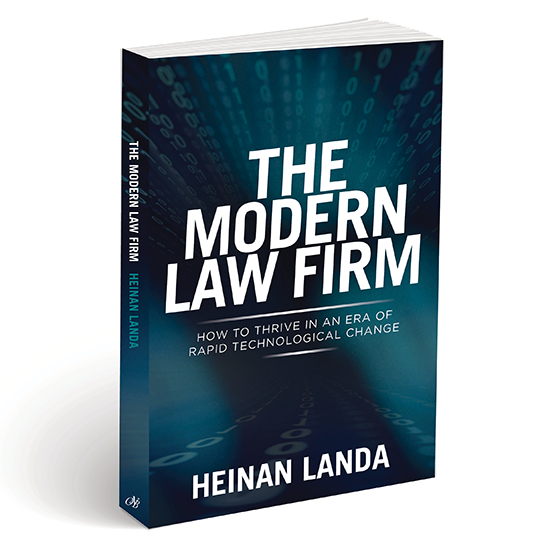 THE
MODERN
LAW FIRM
HOW TO THRIVE IN AN ERA OF
RAPID TECHNOLOGICAL CHANGE
HEINAN LANDA
THE MODERN LAW FIRM HEINAN LANDA